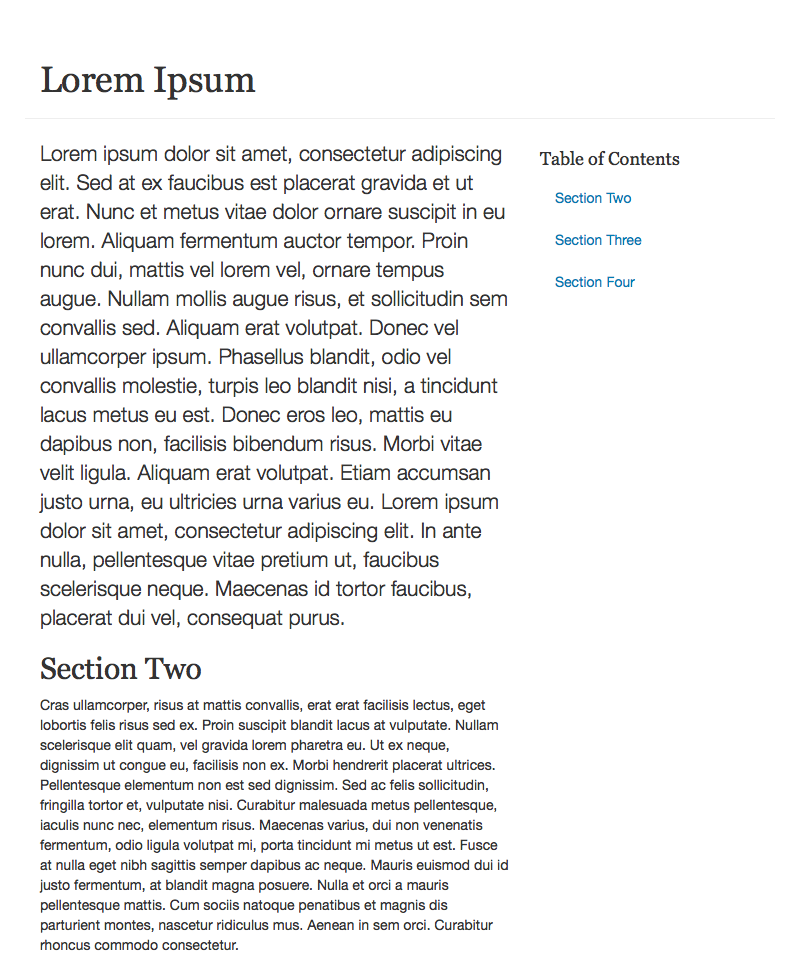 Lorem Ipsum
Lorem ipsum dolor sit amet, consectetur adipiscing
elit. Sed at ex faucibus est placerat gravida et ut
erat. Nunc et metus vitae dolor ornare suscipit in eu
lorem. Aliquam fermentum auctor tempor. Proin
nunc dui, mattis vel lorem vel, ornare tempus
augue. Nullam mollis augue risus, et sollicitudin sem
convallis sed. Aliquam erat volutpat. Donec vel
ullamcorper ipsum. Phasellus blandit, odio vel
convallis molestie, turpis leo blandit nisi, a tincidunt
lacus metus eu est. Donec eros leo, mattis eu
dapibus non, facilisis bibendum risus. Morbi vitae
velit ligula. Aliquam erat volutpat. Etiam accumsan
justo urna, eu ultricies urna varius eu. Lorem ipsum
dolor sit amet, consectetur adipiscing elit. In ante
nulla, pellentesque vitae pretium ut, faucibus
scelerisque neque. Maecenas id tortor faucibus,
placerat dui vel, consequat purus.
Section Two
Cras ullamcorper, risus at mattis convallis, erat erat facilisis lectus, eget
lobortis felis risus sed ex. Proin suscipit blandit lacus at vulputate. Nullam
scelerisque elit quam, vel gravida lorem pharetra eu. Ut ex neque,
dignissim ut congue eu, facilisis non ex. Morbi hendrerit placerat ultrices.
Pellentesque elementum non est sed dignissim. Sed ac felis sollicitudin,
fringilla tortor et, vulputate nisi. Curabitur malesuada metus pellentesque,
iaculis nunc nec, elementum risus. Maecenas varius, dui non venenatis
fermentum, odio ligula volutpat mi, porta tincidunt mi metus ut est. Fusce
at nulla eget nibh sagittis semper dapibus ac neque. Mauris euismod dui id
justo fermentum, at blandit magna posuere. Nulla et orci a mauris
pellentesque mattis. Cum sociis natoque penatibus et magnis dis
parturient montes, nascetur ridiculus mus. Aenean in sem orci. Curabitur
rhoncus commodo consectetur.
Table of Contents
Section Two
Section Three
Section Four